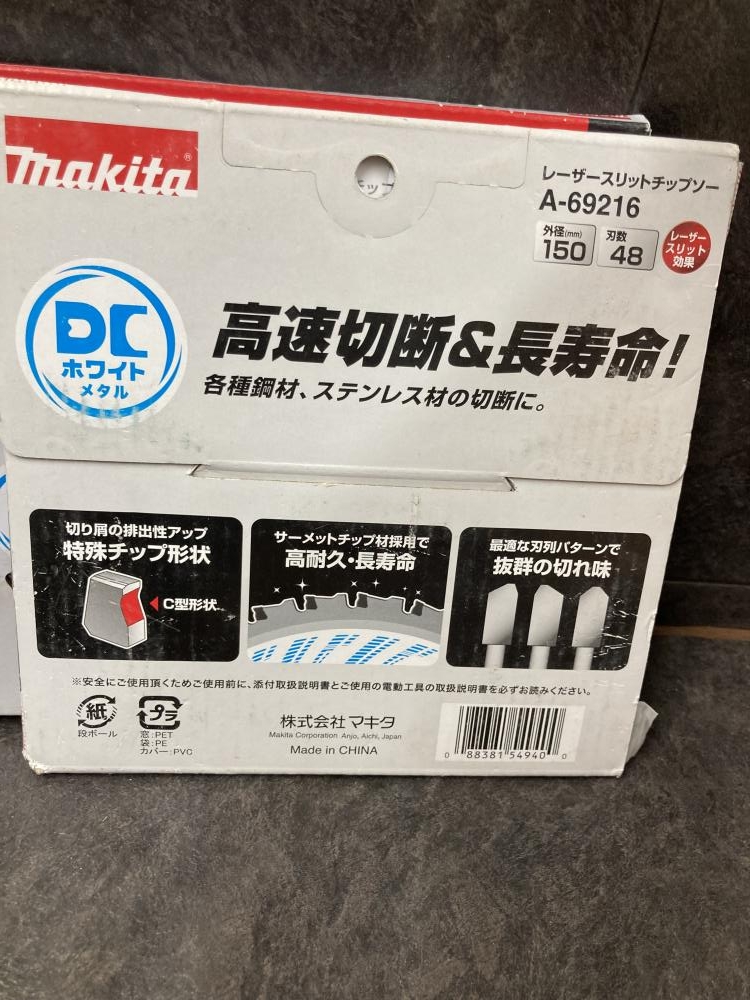 makita®
レーザースリットチップソー
A-69216
外径(mm)
150
刃数
48
レーザー
スリット
効果
DC
ホワイト
メタル
高速切断&長寿命!
各種鋼材、ステンレス材の切断に。
切り屑の排出性アップ
特殊チップ形状
C型形状
サーメットチップ材採用で
高耐久・長寿命
最適な刃列パターンで
抜群の切れ味
※安全にご使用頂くためご使用前に、添付取扱説明書とご使用の電動工具の取扱説明書を必ずお読みください。
紙
段ボール
プラ
窓:PET
袋:PE
カバー:PVC
株式会社マキタ
Makita Corporation Anjo, Aichi, Japan
Made in CHINA
0 88381 54940 0